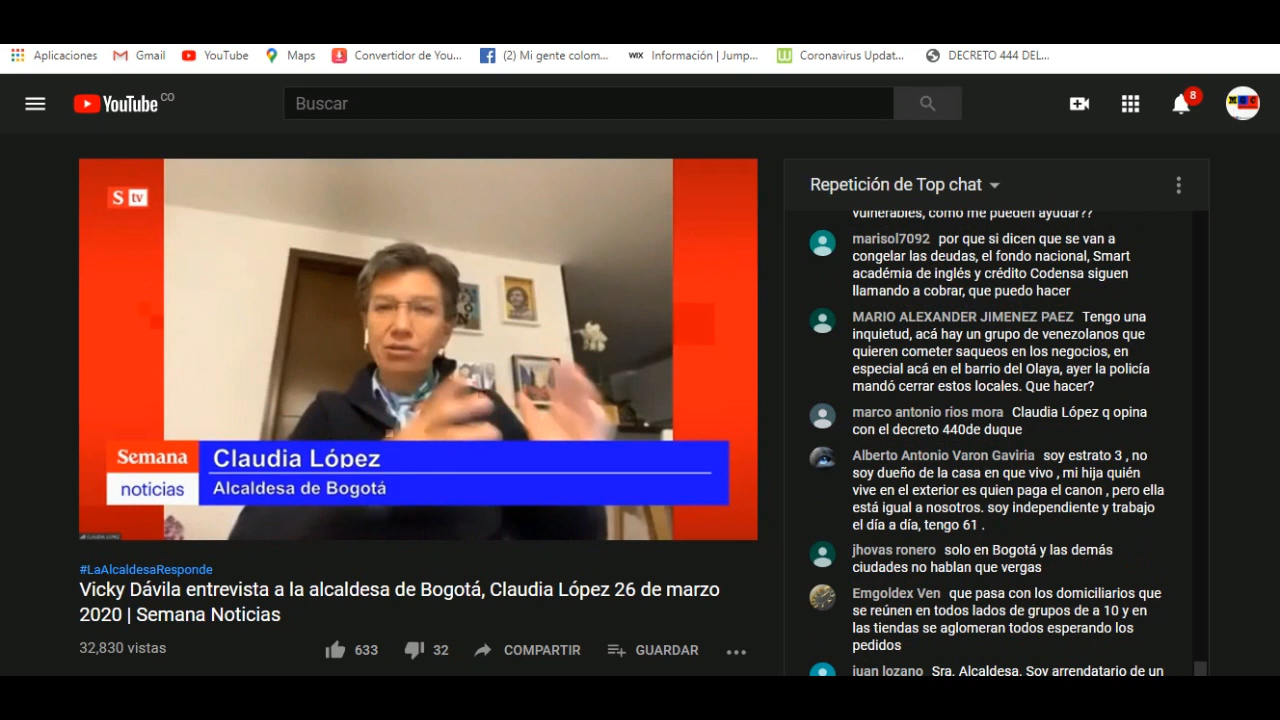 Aplicaciones Gmail YouTube Maps Convertidor de You... (2) Mi gente colom... WIX Información | Jump... Coronavirus Updat... DECRETO 444 DEL...
YouTube CO Buscar 8
S tv
Semana Claudia López
noticias Alcaldesa de Bogotá
CLAUDIA LOPEZ
#LaAlcaldesaResponde
Vicky Dávila entrevista a la alcaldesa de Bogotá, Claudia López 26 de marzo
2020 | Semana Noticias
32,830 vistas 633 32 COMPARTIR GUARDAR
Repetición de Top chat
vulnerables, como me pueden ayudar??
marisol7092 por que si dicen que se van a
congelar las deudas, el fondo nacional, Smart
académia de inglés y crédito Codensa siguen
llamando a cobrar, que puedo hacer
MARIO ALEXANDER JIMENEZ PAEZ Tengo una
inquietud, acá hay un grupo de venezolanos que
quieren cometer saqueos en los negocios, en
especial acá en el barrio del Olaya, ayer la policía
mandó cerrar estos locales. Que hacer?
marco antonio rios mora Claudia López q opina
con el decreto 440de duque
Alberto Antonio Varon Gaviria soy estrato 3 , no
soy dueño de la casa en que vivo , mi hija quién
vive en el exterior es quien paga el canon , pero ella
está igual a nosotros. soy independiente y trabajo
el día a día, tengo 61 .
jhovas ronero solo en Bogotá y las demás
ciudades no hablan que vergas
Emgoldex Ven que pasa con los domiciliarios que
se reúnen en todos lados de grupos de a 10 y en
las tiendas se aglomeran todos esperando los
pedidos
juan lozano Sra. Alcaldesa. Soy arrendatario de un